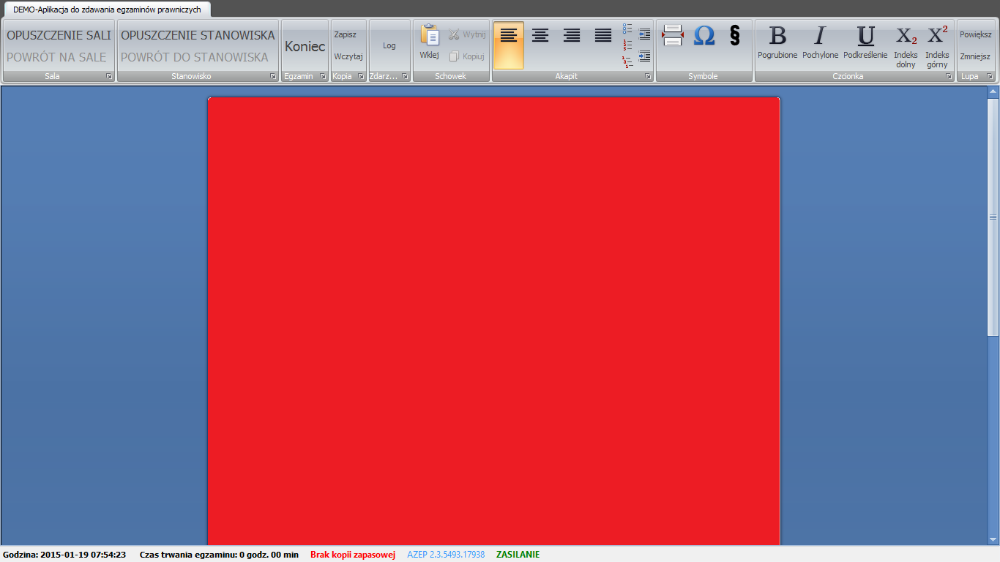 DEMO-Aplikacja do zdawania egzaminów prawniczych
OPUSZCZENIE SALI
POWRÓT NA SALĘ
Sala
OPUSZCZENIE STANOWISKA
POWRÓT DO STANOWISKA
Stanowisko
Koniec
Egzamin
Zapisz
Wczytaj
Kopia
Log
Zdarz...
Wklej
Wytnij
Kopiuj
Schowek
Akapit
Ω
§
Symbole
B
Pogrubione
I
Pochylone
U
Podkreślenie
X2
Indeks
dolny
X2
Indeks
górny
Czcionka
Powiększ
Zmniejsz
Lupa
Godzina: 2015-01-19 07:54:23 Czas trwania egzaminu: 0 godz. 00 min Brak kopii zapasowej AZEP 2.3.5493.17938 ZASILANIE